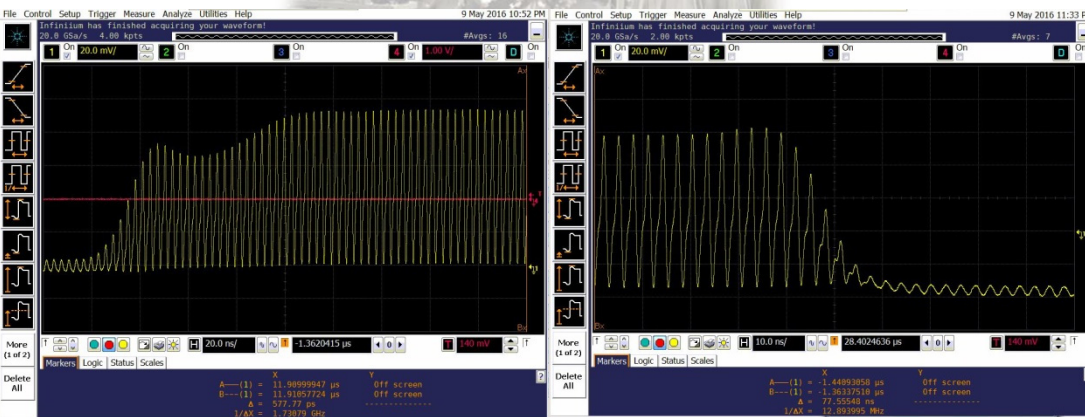 File Control Setup Trigger Measure Analyze Utilities Help 9 May 2016 10:52 PM
Infiniium has finished acquiring your waveform!
20.0 GSa/s 4.00 kpts #Avgs: 16
1 On 20.0 mV/ 2 On 3 On 4 On 1.00 V/ D On
Ax
Bx
More (1 of 2)
Delete All
H 20.0 ns/ -1.3620415 µs 0 T 140 mV
Markers Logic Status Scales
X Y
A---(1) = 11.90999947 µs Off screen
B---(1) = 11.91057724 µs Off screen
Δ = 577.77 ps
1/ΔX = 1.73079 GHz
File Control Setup Trigger Measure Analyze Utilities Help 9 May 2016 11:33 P
Infiniium has finished acquiring your waveform!
20.0 GSa/s 2.00 kpts #Avgs: 7
1 On 20.0 mV/ 2 On 3 On 4 On D On
Ax
Bx
More (1 of 2)
Delete All
H 10.0 ns/ 28.4024636 µs 0 T 140 mV
Markers Logic Status Scales
X Y
A---(1) = -1.44093058 µs Off screen
B---(1) = -1.36337510 µs Off screen
Δ = 77.55548 ns
1/ΔX = 12.893995 MHz